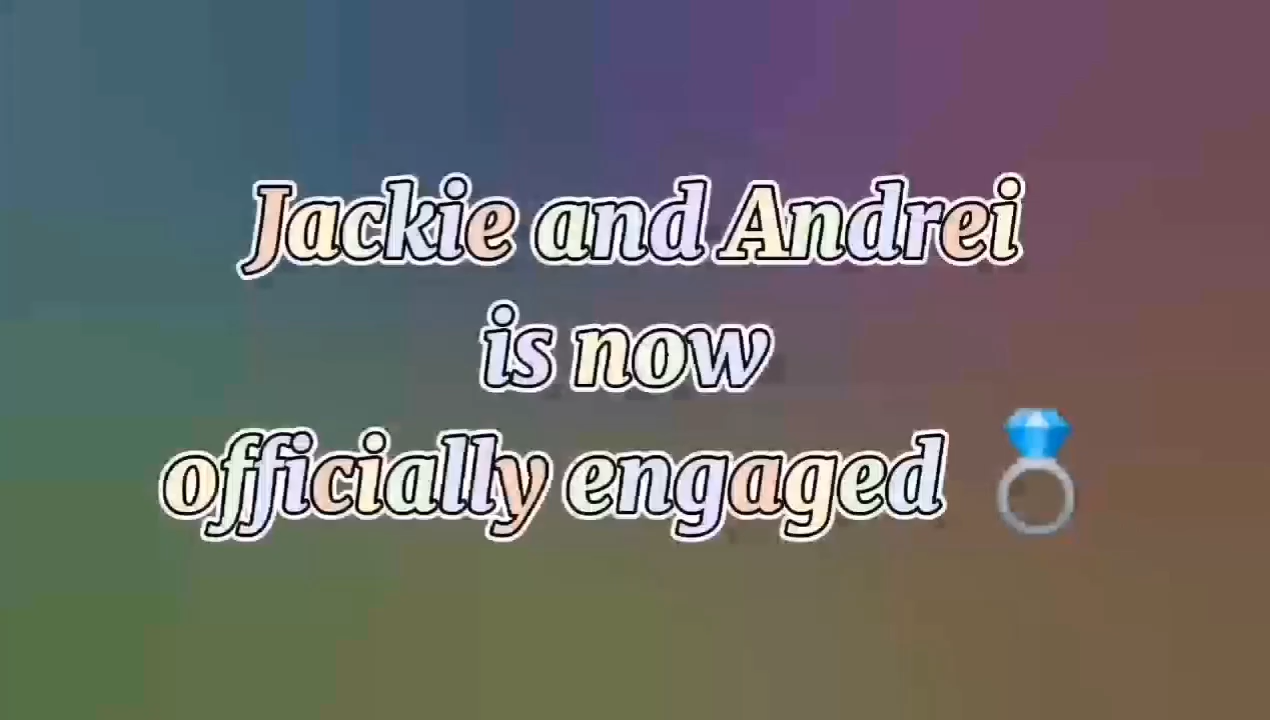 Jackie and Andrei
is now
officially engaged 💍